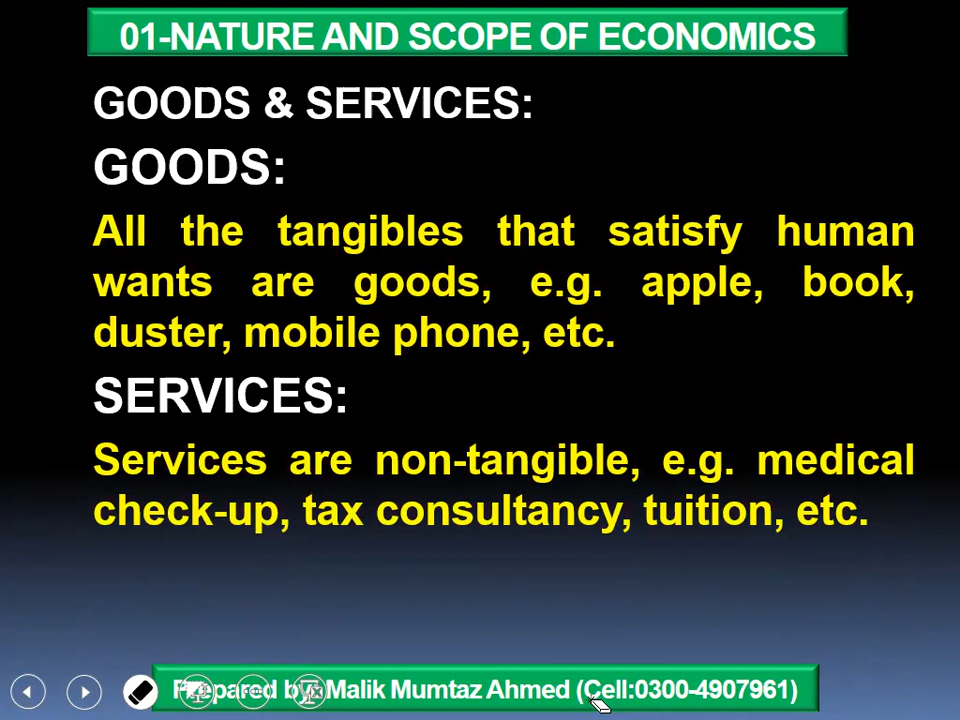 01-NATURE AND SCOPE OF ECONOMICS
GOODS & SERVICES:
GOODS:
All the tangibles that satisfy human
wants are goods, e.g. apple, book,
duster, mobile phone, etc.
SERVICES:
Services are non-tangible, e.g. medical
check-up, tax consultancy, tuition, etc.
Prepared by: Malik Mumtaz Ahmed (Cell:0300-4907961)